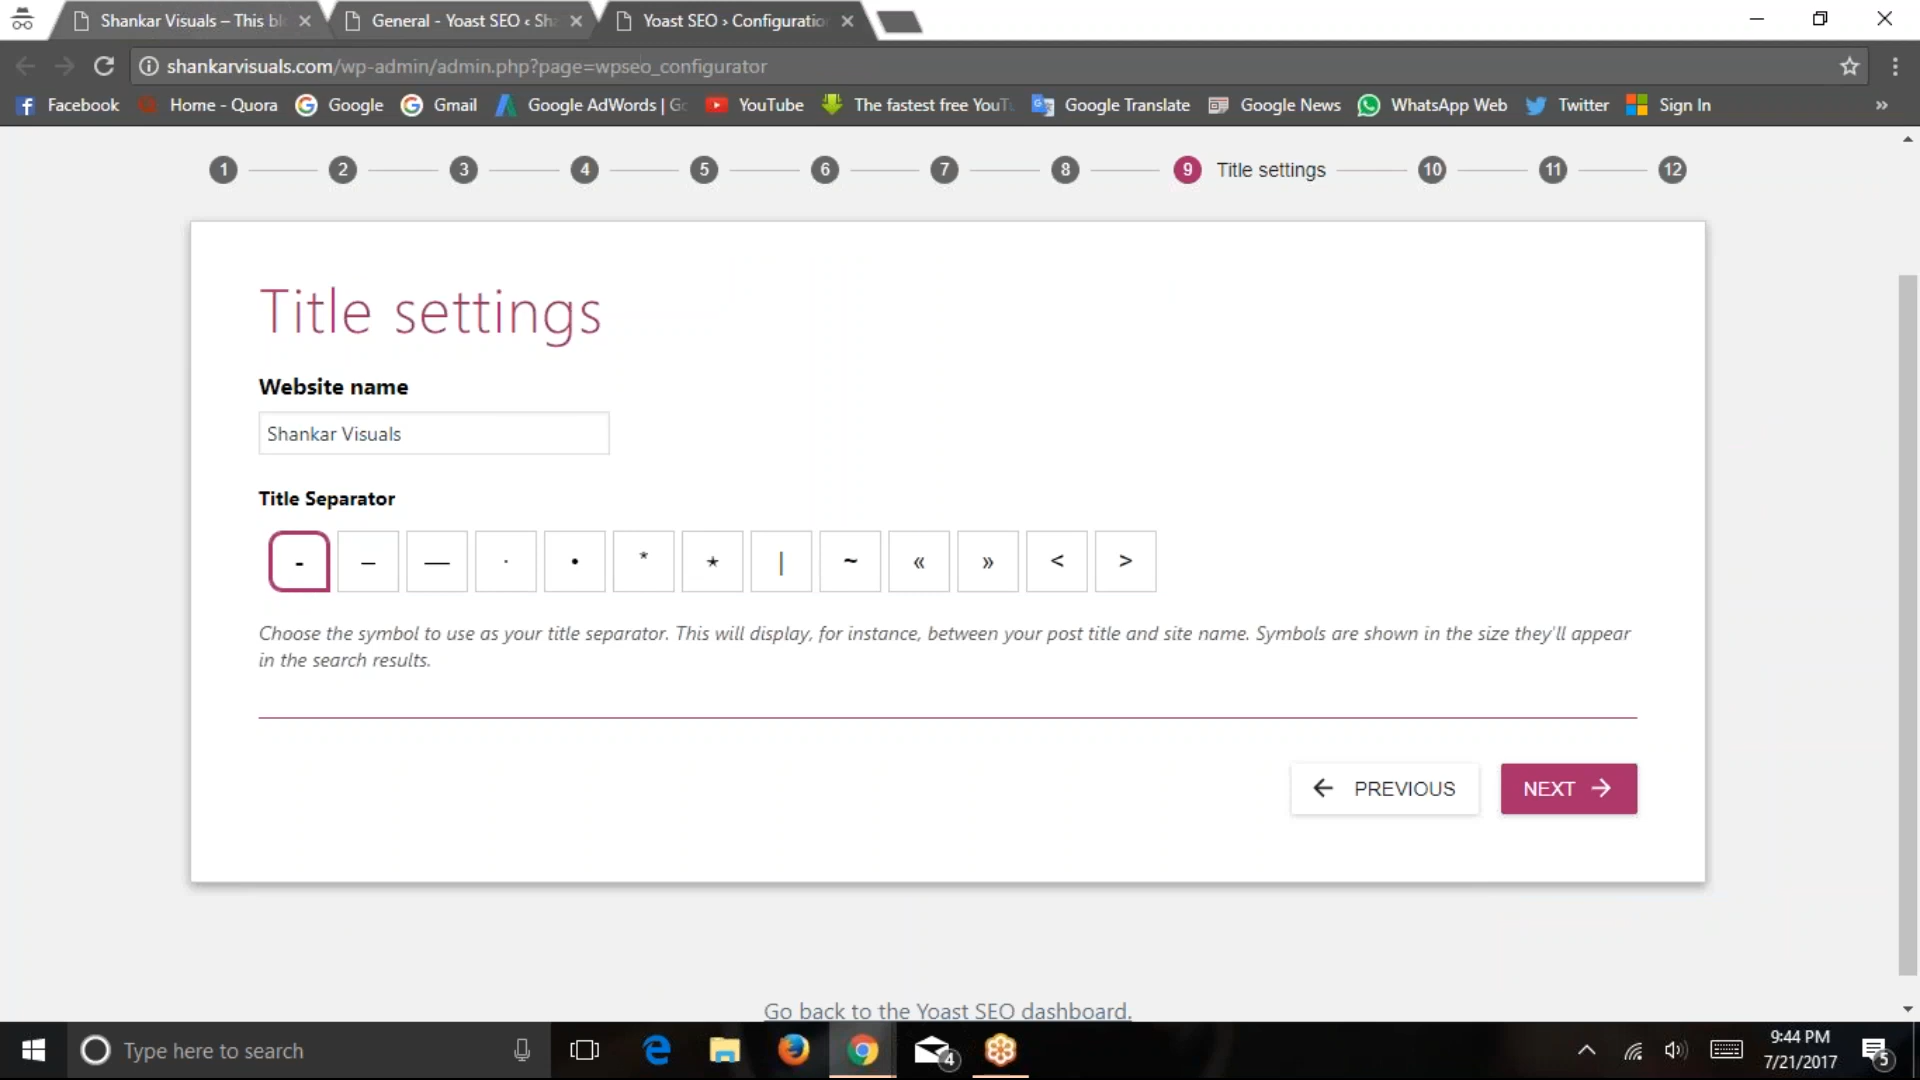 Shankar Visuals – This bl
General - Yoast SEO ‹ Sha
Yoast SEO › Configuratio
shankarvisuals.com/wp-admin/admin.php?page=wpseo_configurator
Facebook Home - Quora Google Gmail Google AdWords | Go YouTube The fastest free YouTu Google Translate Google News WhatsApp Web Twitter Sign In »
1 2 3 4 5 6 7 8 9 Title settings 10 11 12
Title settings
Website name
Shankar Visuals
Title Separator
- – — · • * ⋆ | ~ « » < >
Choose the symbol to use as your title separator. This will display, for instance, between your post title and site name. Symbols are shown in the size they'll appear
in the search results.
PREVIOUS NEXT
Go back to the Yoast SEO dashboard.
Type here to search
4
9:44 PM
7/21/2017
5